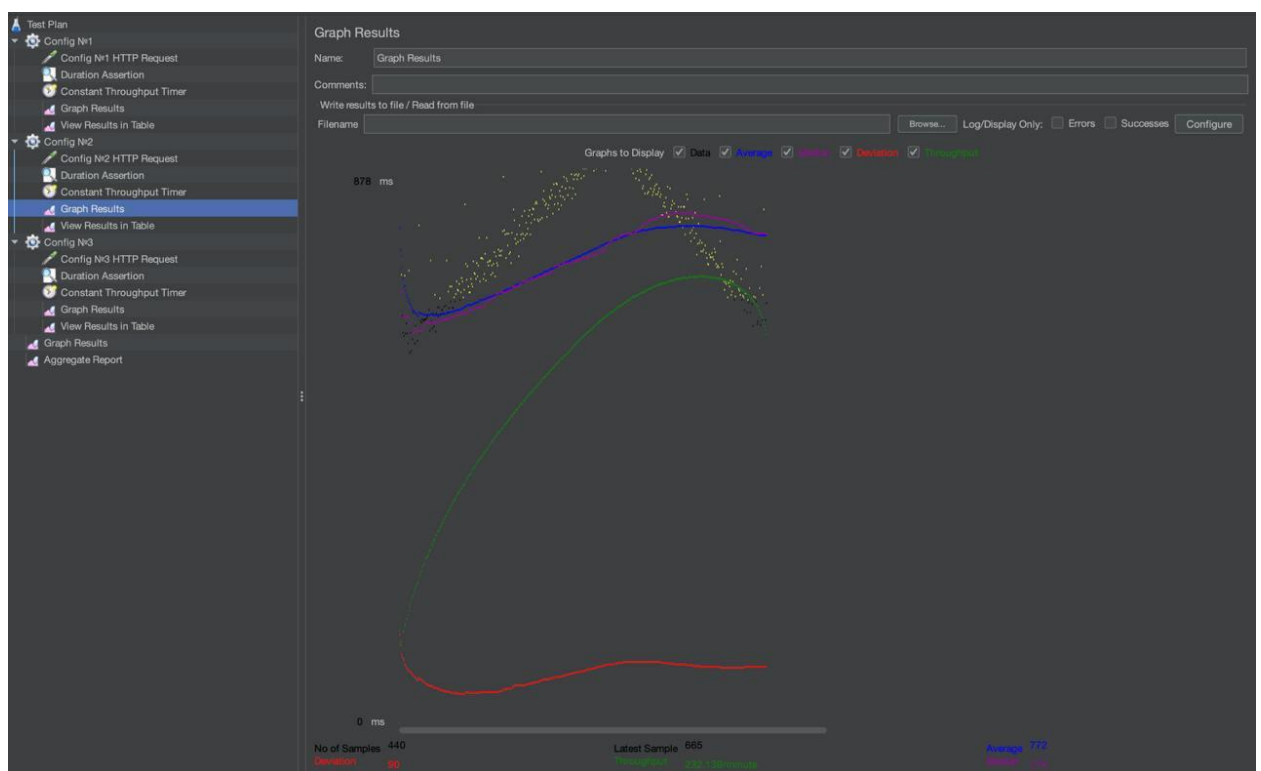 Test Plan
Config №1
Config №1 HTTP Request
Duration Assertion
Constant Throughput Timer
Graph Results
View Results in Table
Config №2
Config №2 HTTP Request
Duration Assertion
Constant Throughput Timer
Graph Results
View Results in Table
Config №3
Config №3 HTTP Request
Duration Assertion
Constant Throughput Timer
Graph Results
View Results in Table
Graph Results
Aggregate Report
Graph Results
Name: Graph Results
Comments:
Write results to file / Read from file
Filename Browse... Log/Display Only: Errors Successes Configure
Graphs to Display Data Average Median Deviation Throughput
878 ms
0 ms
No of Samples 440 Latest Sample 665 Average 772
Deviation 90 Throughput Median